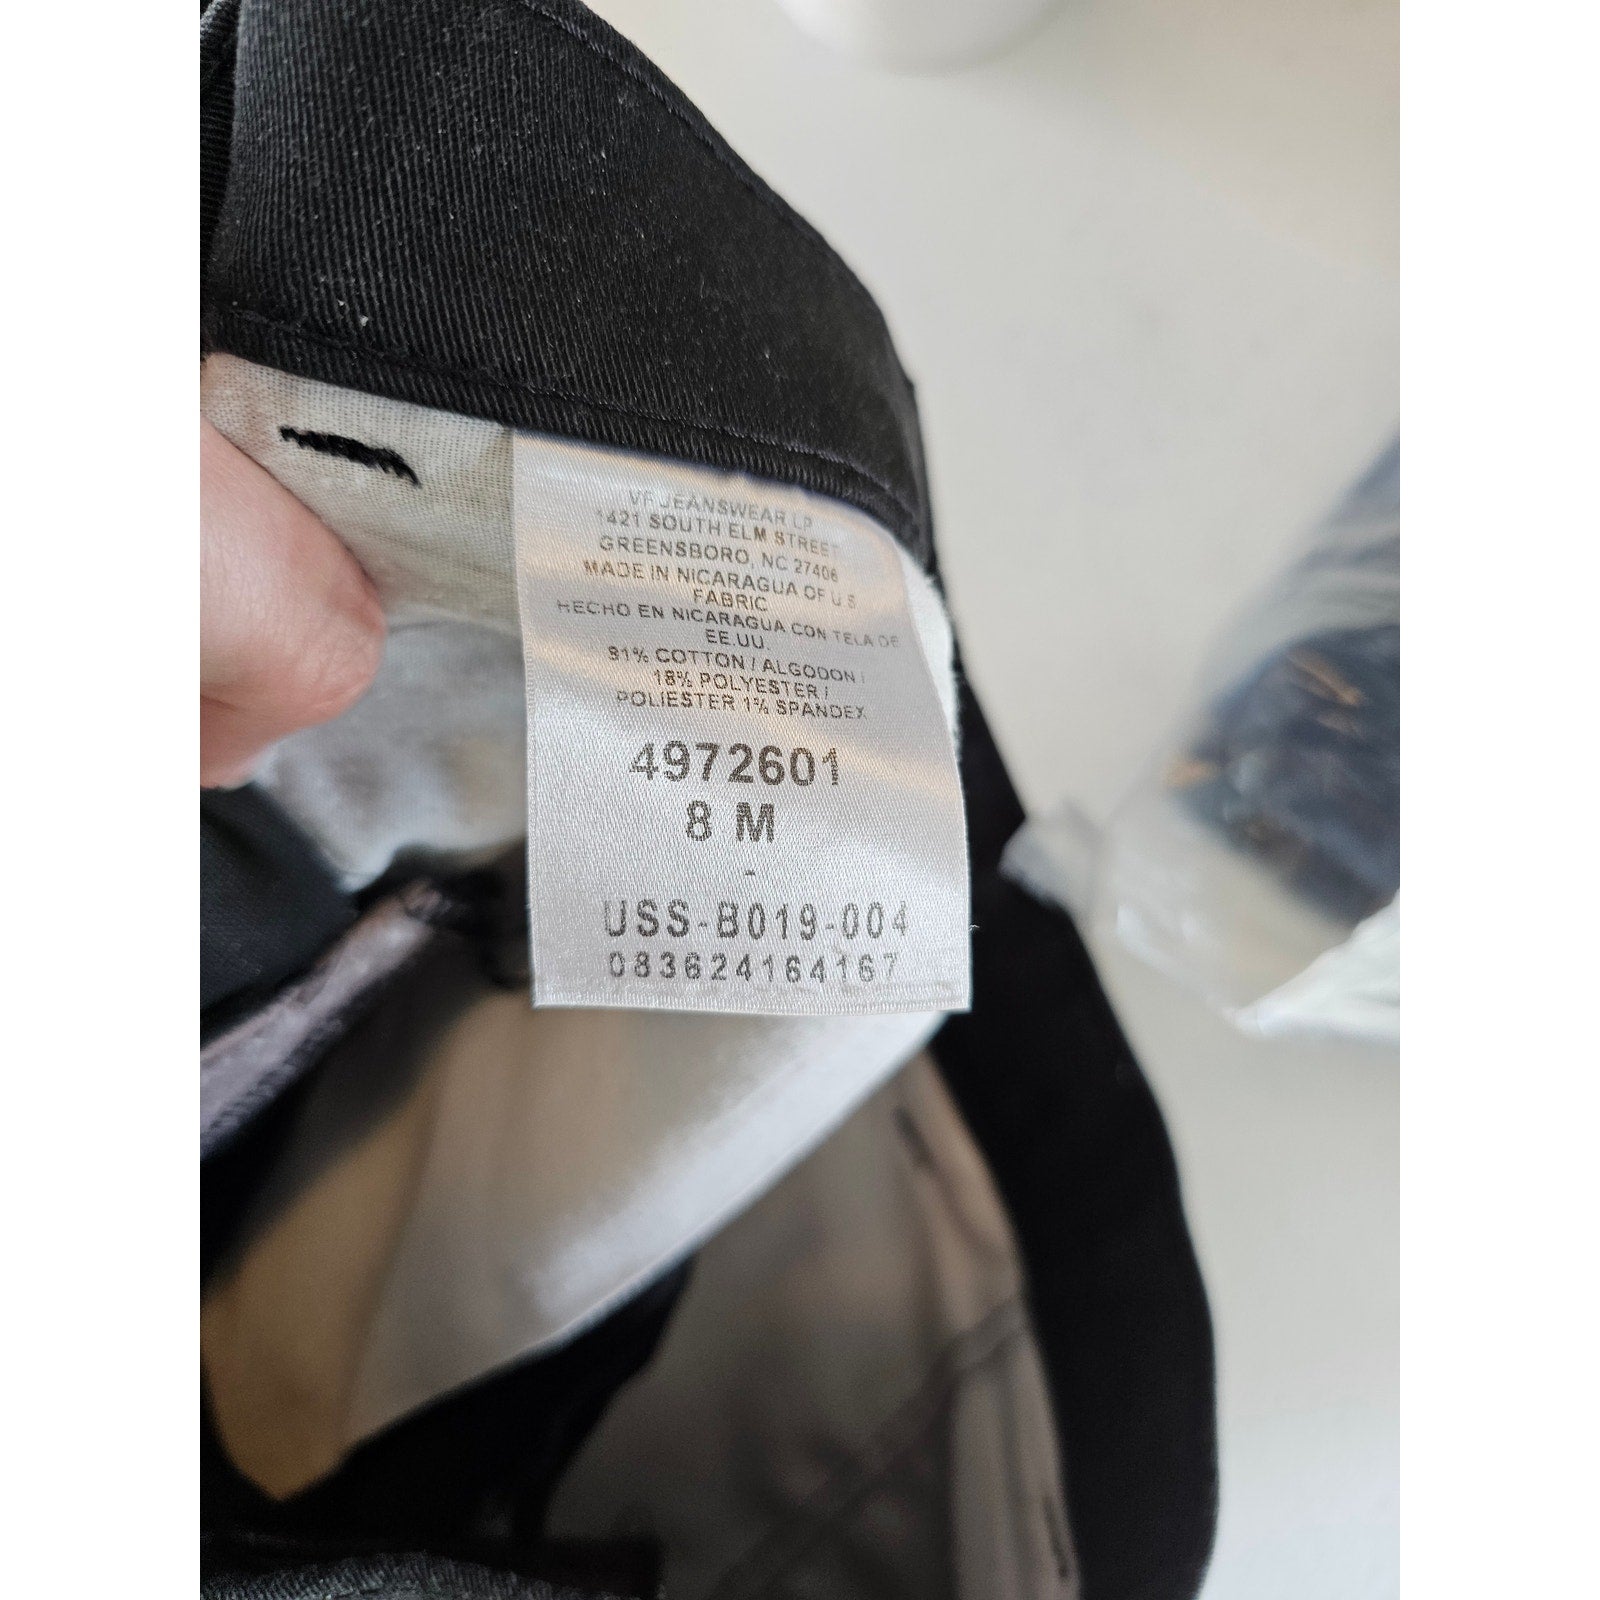 VF JEANSWEAR LP
1421 SOUTH ELM STREET
GREENSBORO, NC 27406
MADE IN NICARAGUA OF U.S
FABRIC
HECHO EN NICARAGUA CON TELA DE
EE.UU.
81% COTTON / ALGODON /
18% POLYESTER /
POLIESTER 1% SPANDEX
4972601
8 M
-
USS-B019-004
083624164167